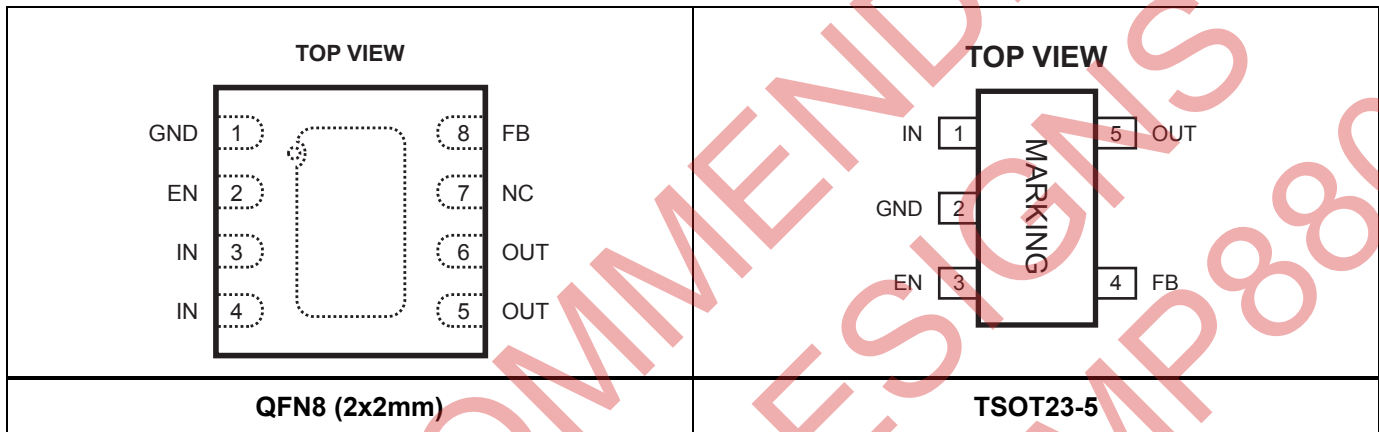 TOP VIEW
GND 1
8 FB
EN 2
7 NC
IN 3
6 OUT
IN 4
5 OUT
QFN8 (2x2mm)
TOP VIEW
IN 1
5 OUT
GND 2
MARKING
EN 3
4 FB
TSOT23-5